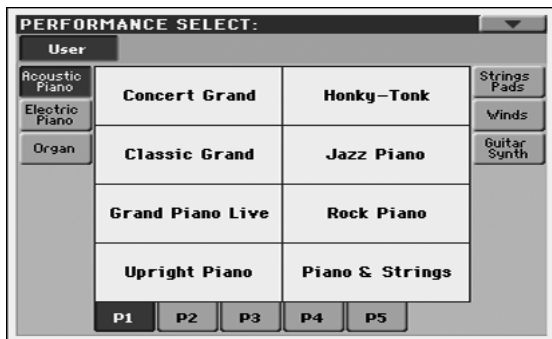 PERFORMANCE SELECT:
User
Acoustic
Piano
Electric
Piano
Organ
Concert Grand
Honky-Tonk
Classic Grand
Jazz Piano
Grand Piano Live
Rock Piano
Upright Piano
Piano & Strings
Strings
Pads
Winds
Guitar
Synth
P1 P2 P3 P4 P5